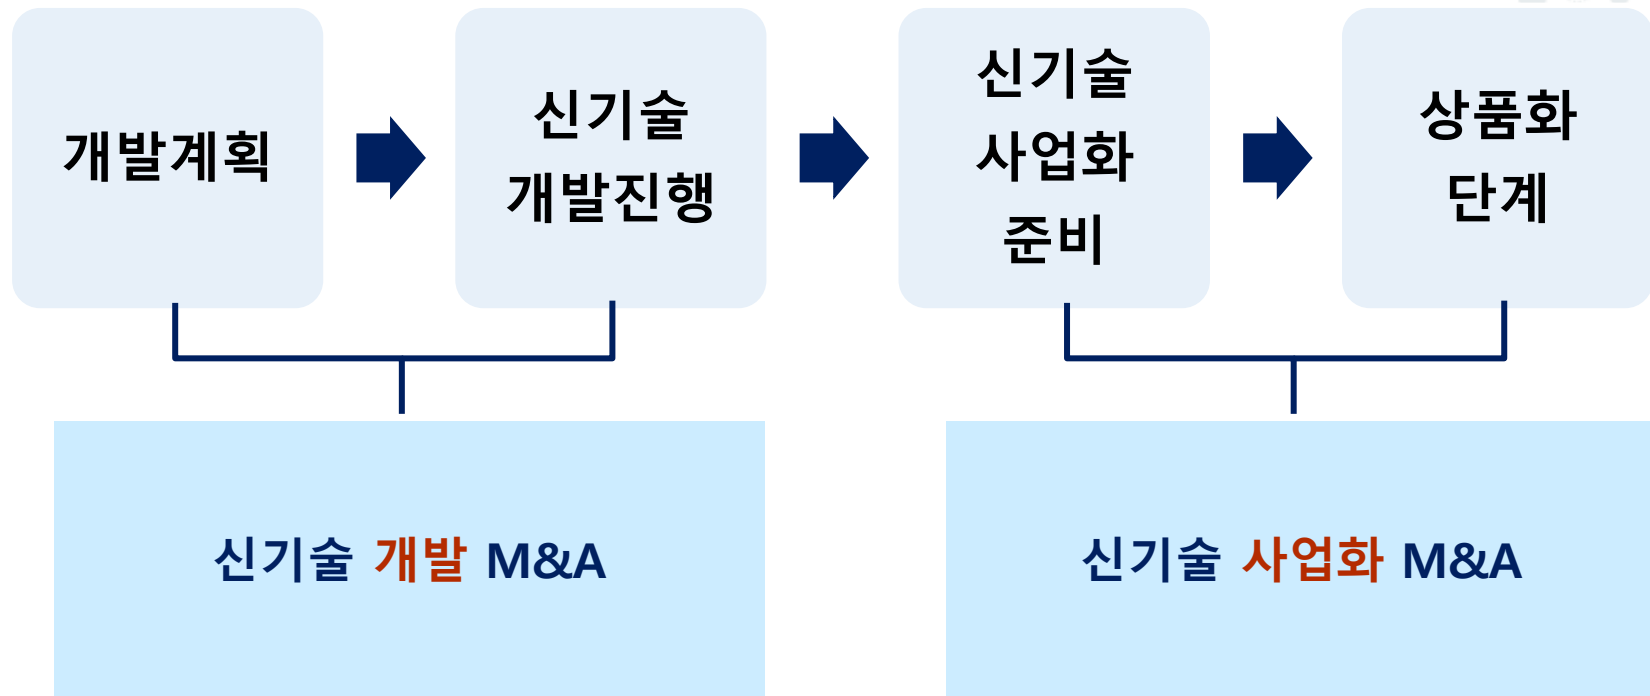 개발계획
신기술
개발진행
신기술
사업화
준비
상품화
단계
신기술 개발 M&A
신기술 사업화 M&A